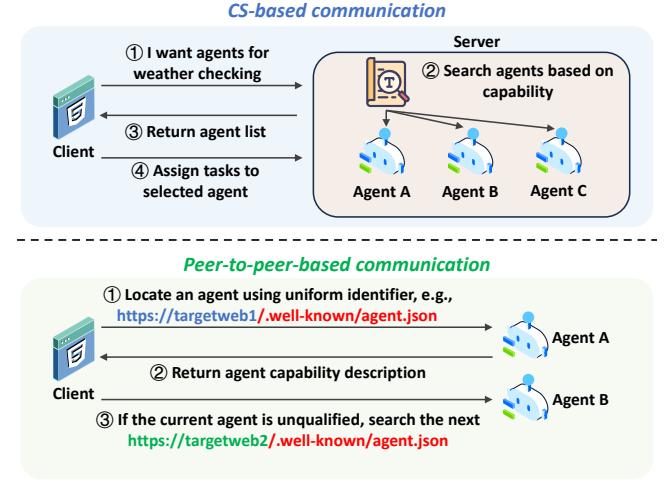 CS-based communication
① I want agents for
weather checking
③ Return agent list
④ Assign tasks to
selected agent
Client
Server
② Search agents based on
capability
T
Agent A
Agent B
Agent C
Peer-to-peer-based communication
① Locate an agent using uniform identifier, e.g.,
https://targetweb1/.well-known/agent.json
② Return agent capability description
③ If the current agent is unqualified, search the next
https://targetweb2/.well-known/agent.json
Client
Agent A
Agent B